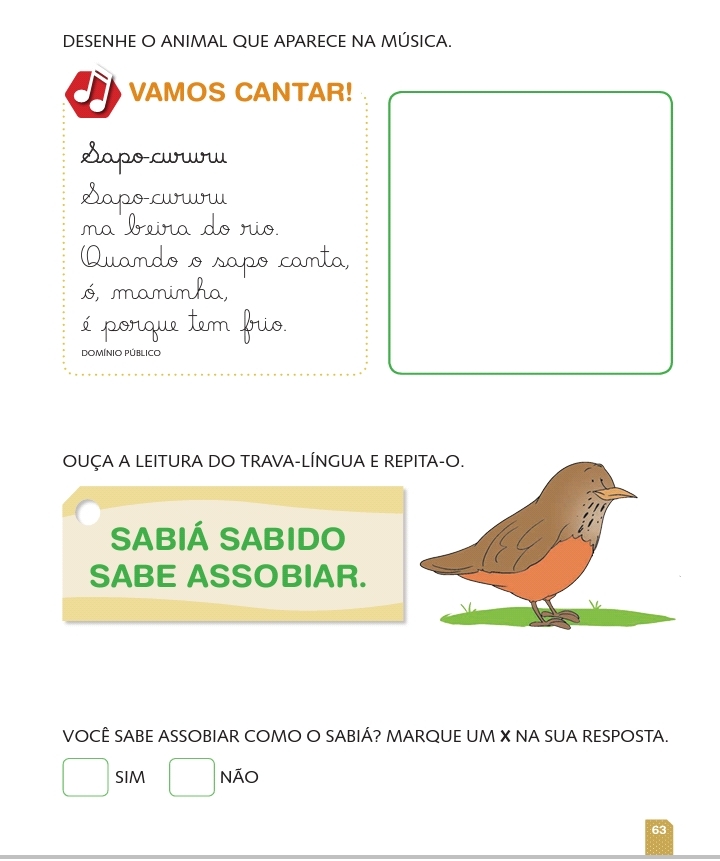 DESENHE O ANIMAL QUE APARECE NA MÚSICA.
VAMOS CANTAR!
Sapo-cururu
Sapo-cururu
na beira do rio.
Quando o sapo canta,
ó, maninha,
é porque tem frio.
DOMÍNIO PÚBLICO
OUÇA A LEITURA DO TRAVA-LÍNGUA E REPITA-O.
SABIÁ SABIDO
SABE ASSOBIAR.
VOCÊ SABE ASSOBIAR COMO O SABIÁ? MARQUE UM X NA SUA RESPOSTA.
SIM NÃO
63